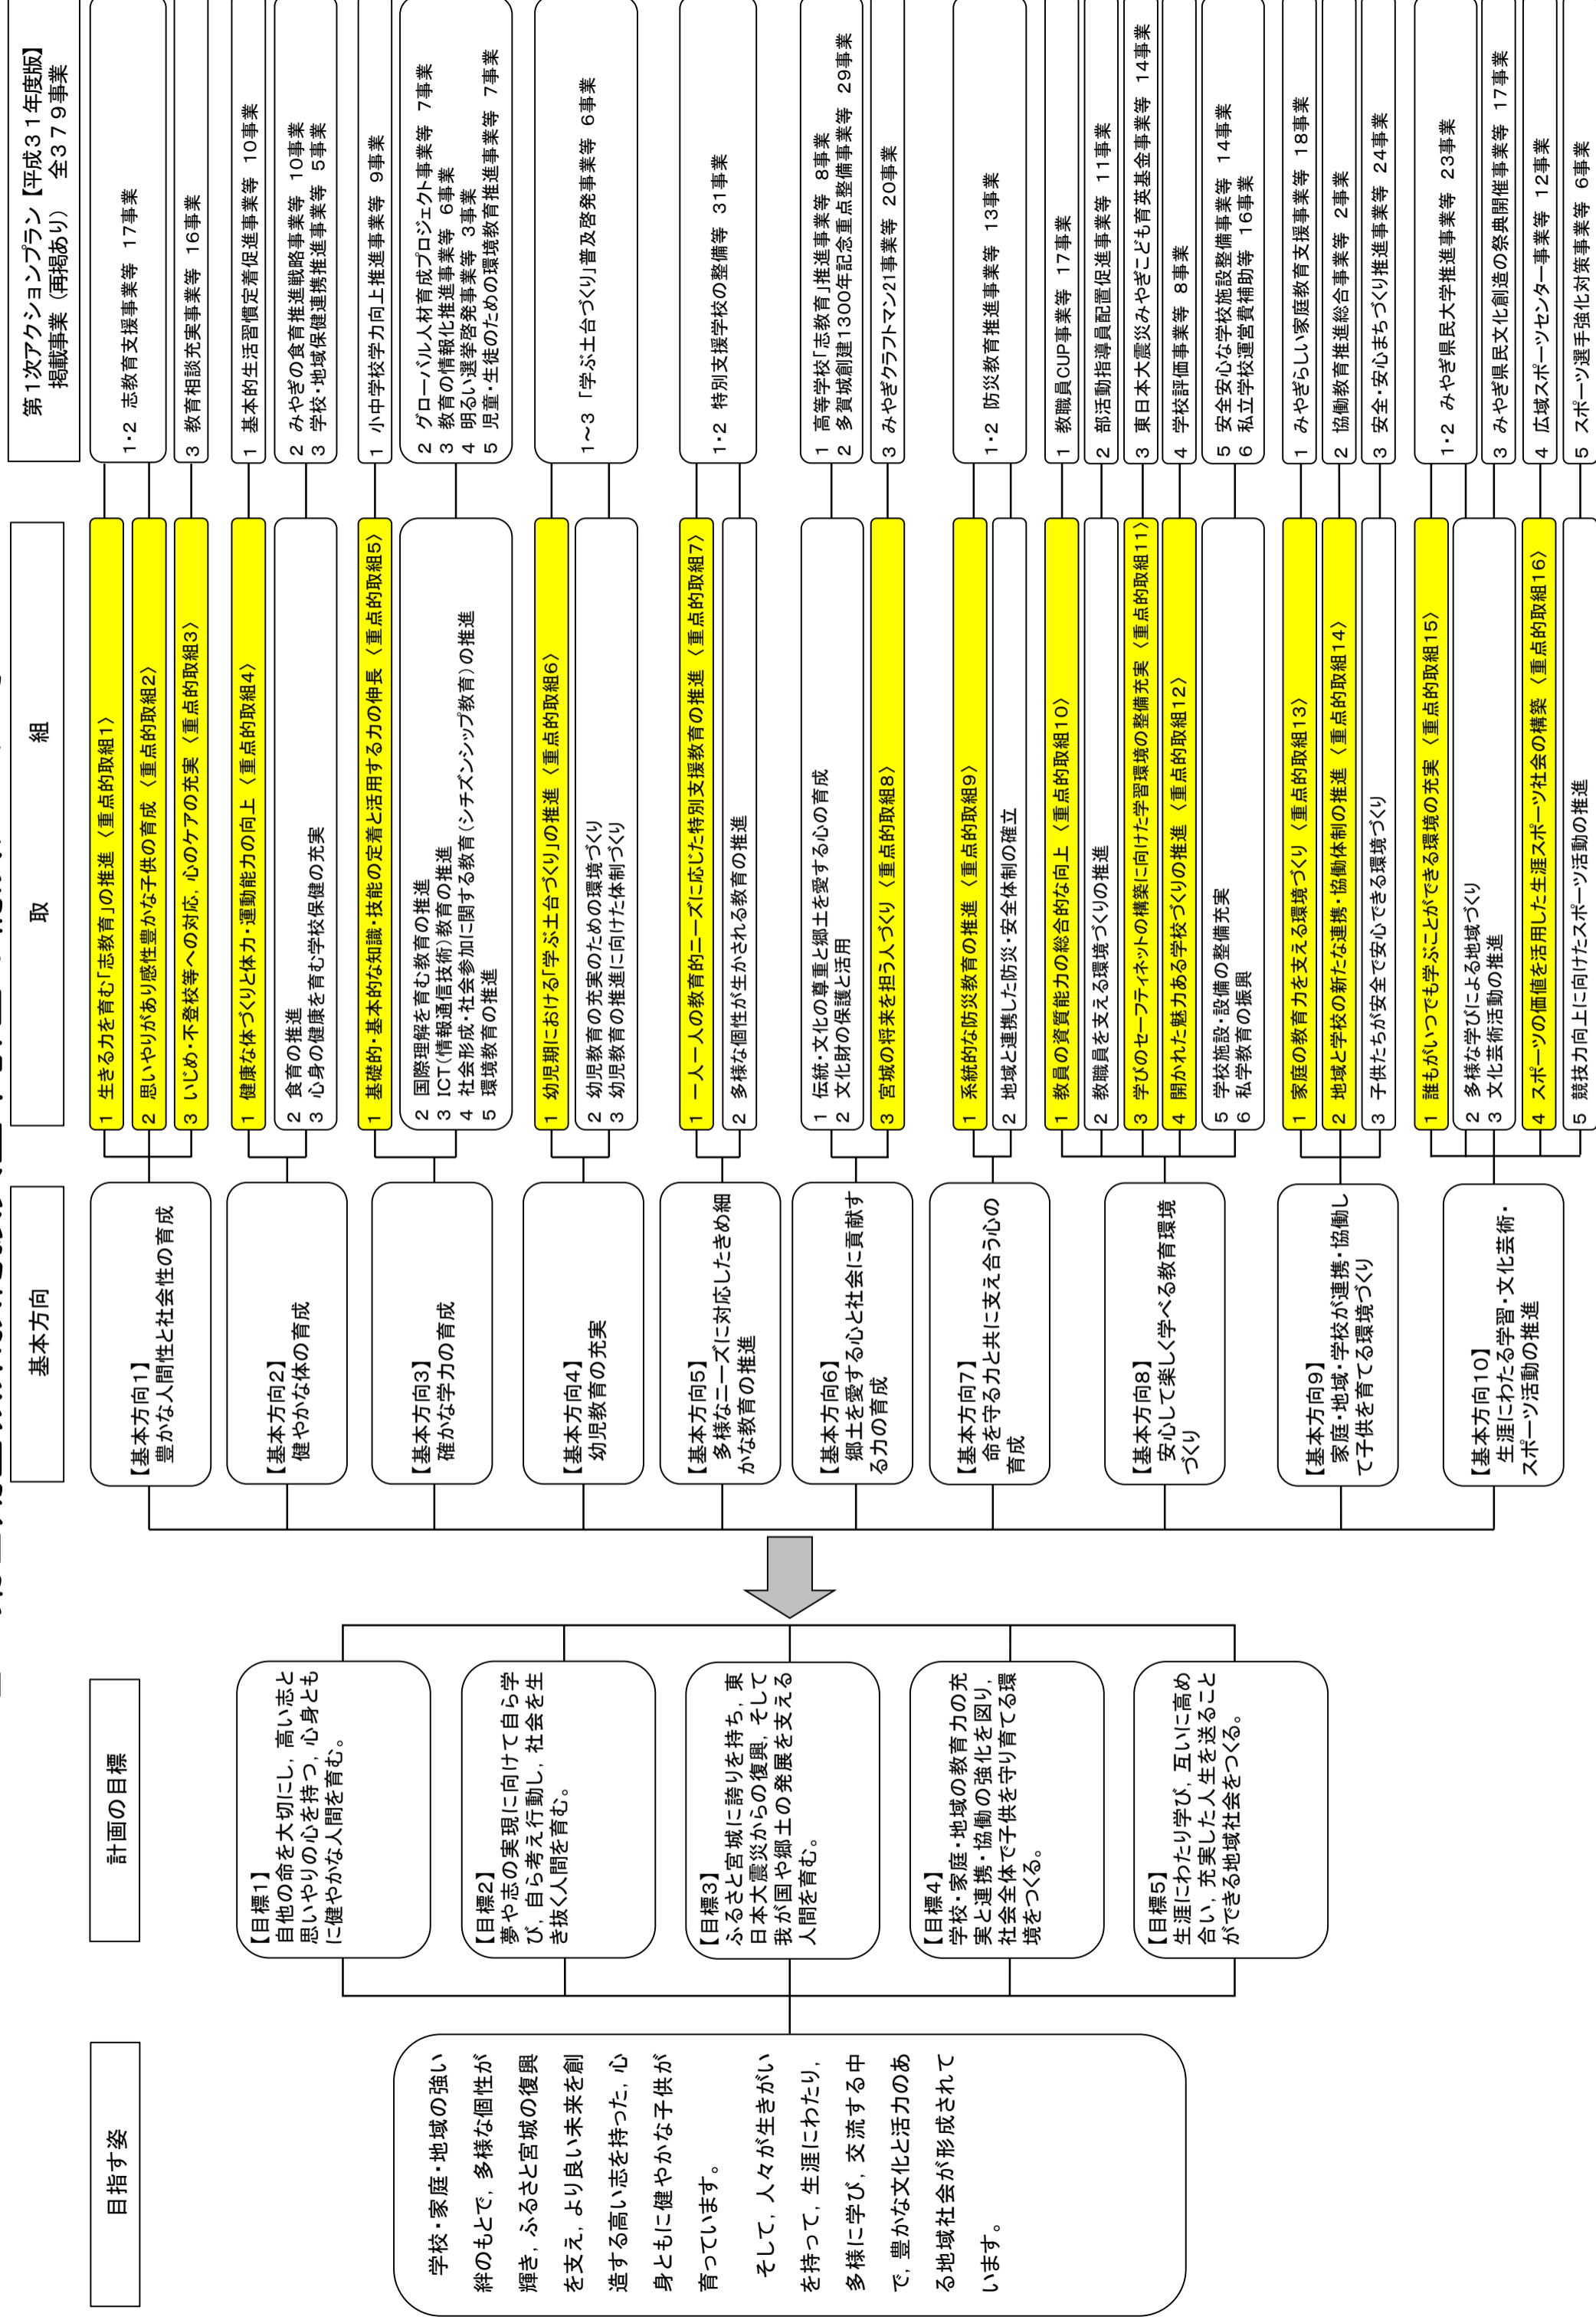 目指す姿
学校・家庭・地域の強い
絆のもとで，多様な個性が
輝き，ふるさと宮城の復興
を支え，より良い未来を創
造する高い志を持った，心
身ともに健やかな子供が
育っています。
そして，人々が生きがい
を持って，生涯にわたり，
多様に学び，交流する中
で，豊かな文化と活力のあ
る地域社会が形成されて
います。
計画の目標
【目標1】
自他の命を大切にし，高い志と
思いやりの心を持つ，心身とも
に健やかな人間を育む。
【目標2】
夢や志の実現に向けて自ら学
び，自ら考え行動し，社会を生
き抜く人間を育む。
【目標3】
ふるさと宮城に誇りを持ち，東
日本大震災からの復興，そして
我が国や郷土の発展を支える
人間を育む。
【目標4】
学校・家庭・地域の教育力の充
実と連携・協働の強化を図り，
社会全体で子供を守り育てる環
境をつくる。
【目標5】
生涯にわたり学び，互いに高め
合い，充実した人生を送ること
ができる地域社会をつくる。
基本方向
【基本方向1】
豊かな人間性と社会性の育成
【基本方向2】
健やかな体の育成
【基本方向3】
確かな学力の育成
【基本方向4】
幼児教育の充実
【基本方向5】
多様なニーズに対応したきめ細
かな教育の推進
【基本方向6】
郷土を愛する心と社会に貢献す
る力の育成
【基本方向7】
命を守る力と共に支え合う心の
育成
【基本方向8】
安心して楽しく学べる教育環境
づくり
【基本方向9】
家庭・地域・学校が連携・協働し
て子供を育てる環境づくり
【基本方向10】
生涯にわたる学習・文化芸術・
スポーツ活動の推進
取　組
1 生きる力を育む「志教育」の推進 〈重点的取組1〉
2 思いやりがあり感性豊かな子供の育成 〈重点的取組2〉
3 いじめ・不登校等への対応，心のケアの充実 〈重点的取組3〉
1 健康な体づくりと体力・運動能力の向上 〈重点的取組4〉
2 食育の推進
3 心身の健康を育む学校保健の充実
1 基礎的・基本的な知識・技能の定着と活用する力の伸長 〈重点的取組5〉
2 国際理解を育む教育の推進
3 ICT（情報通信技術）教育の推進
4 社会形成・社会参加に関する教育（シチズンシップ教育）の推進
5 環境教育の推進
1 幼児期における「学ぶ土台づくり」の推進 〈重点的取組6〉
2 幼児教育の充実のための環境づくり
3 幼児教育の推進に向けた体制づくり
1 一人一人の教育的ニーズに応じた特別支援教育の推進 〈重点的取組7〉
2 多様な個性が生かされる教育の推進
1 伝統・文化の尊重と郷土を愛する心の育成
2 文化財の保護と活用
3 宮城の将来を担う人づくり 〈重点的取組8〉
1 系統的な防災教育の推進 〈重点的取組9〉
2 地域と連携した防災・安全体制の確立
1 教員の資質能力の総合的な向上 〈重点的取組10〉
2 教職員を支える環境づくりの推進
3 学びのセーフティネットの構築に向けた学習環境の整備充実 〈重点的取組11〉
4 開かれた魅力ある学校づくりの推進 〈重点的取組12〉
5 学校施設・設備の整備充実
6 私学教育の振興
1 家庭の教育力を支える環境づくり 〈重点的取組13〉
2 地域と学校の新たな連携・協働体制の推進 〈重点的取組14〉
3 子供たちが安全で安心できる環境づくり
1 誰もがいつでも学ぶことができる環境の充実 〈重点的取組15〉
2 多様な学びによる地域づくり
3 文化芸術活動の推進
4 スポーツの価値を活用した生涯スポーツ社会の構築 〈重点的取組16〉
5 競技力向上に向けたスポーツ活動の推進
第1次アクションプラン【平成31年度版】
掲載事業（再掲あり）　全379事業
1・2 志教育支援事業等 17事業
3 教育相談充実事業等 16事業
1 基本的生活習慣定着促進事業等 10事業
2 みやぎの食育推進戦略事業等 10事業
3 学校・地域保健連携推進事業等 5事業
1 小中学校学力向上推進事業等 9事業
2 グローバル人材育成プロジェクト事業等 7事業
3 教育の情報化推進事業等 6事業
4 明るい選挙啓発事業等 3事業
5 児童・生徒のための環境教育推進事業等 7事業
1～3 「学ぶ土台づくり」普及啓発事業等 6事業
1・2 特別支援学校の整備等 31事業
1 高等学校「志教育」推進事業等 8事業
2 多賀城創建1300年記念重点整備事業等 29事業
3 みやぎクラフトマン21事業等 20事業
1・2 防災教育推進事業等 13事業
1 教職員CUP事業等 17事業
2 部活動指導員配置促進事業等 11事業
3 東日本大震災みやぎこども育英基金事業等 14事業
4 学校評価事業等 8事業
5 安全安心な学校施設整備事業等 14事業
6 私立学校運営費補助等 16事業
1 みやぎらしい家庭教育支援事業等 18事業
2 協働教育推進総合事業等 2事業
3 安全・安心まちづくり推進事業等 24事業
1・2 みやぎ県民大学推進事業等 23事業
3 みやぎ県民文化創造の祭典開催事業等 17事業
4 広域スポーツセンター事業等 12事業
5 スポーツ選手強化対策事業等 6事業